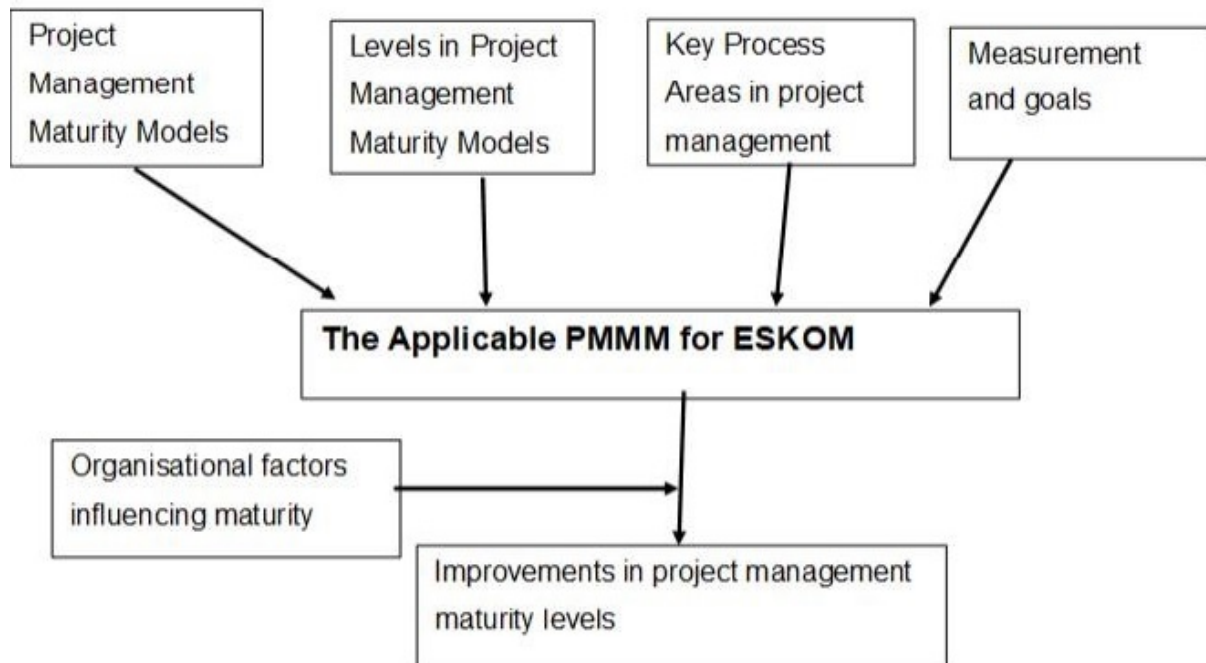 Project
Management
Maturity Models
Levels in Project
Management
Maturity Models
Key Process
Areas in project
management
Measurement
and goals
The Applicable PMMM for ESKOM
Organisational factors
influencing maturity
Improvements in project management
maturity levels